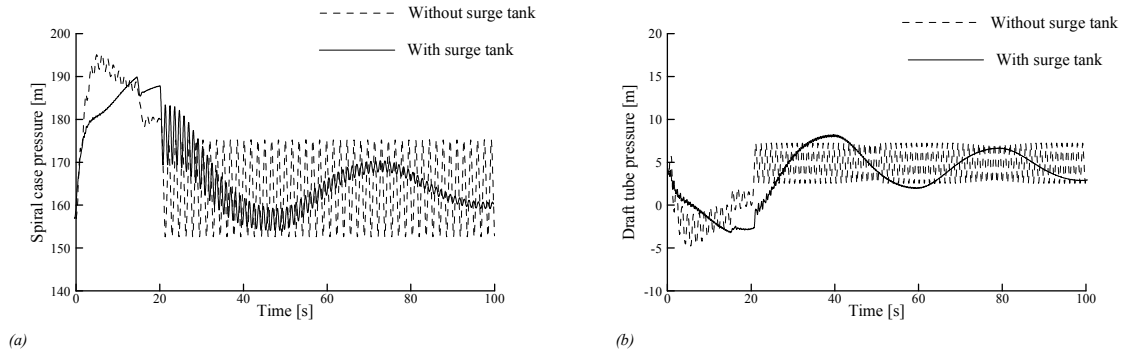 Without surge tank
With surge tank
Spiral case pressure [m]
200
190
180
170
160
150
140
0
20
40
60
80
100
Time [s]
(a)
Without surge tank
With surge tank
Draft tube pressure [m]
20
15
10
5
0
-5
-10
0
20
40
60
80
100
Time [s]
(b)